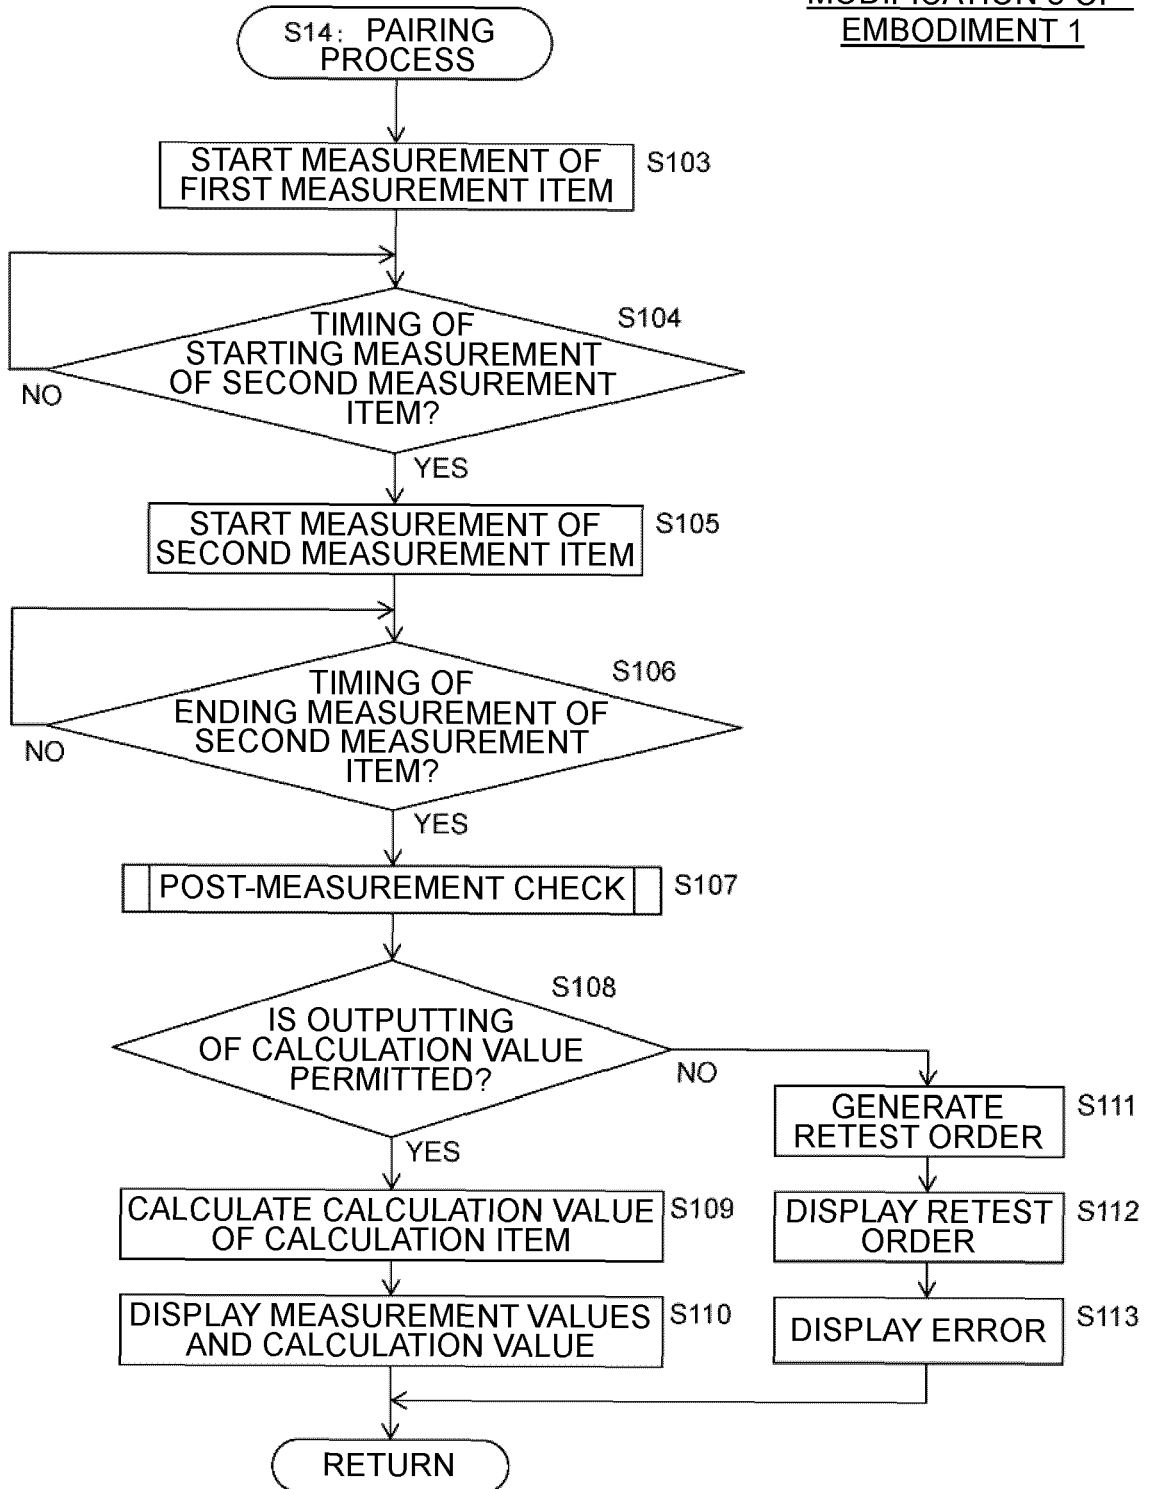 EMBODIMENT 1
S14: PAIRING
PROCESS
START MEASUREMENT OF
FIRST MEASUREMENT ITEM
S103
TIMING OF
STARTING MEASUREMENT
OF SECOND MEASUREMENT
ITEM?
S104
NO
YES
START MEASUREMENT OF
SECOND MEASUREMENT ITEM
S105
TIMING OF
ENDING MEASUREMENT OF
SECOND MEASUREMENT
ITEM?
S106
NO
YES
POST-MEASUREMENT CHECK
S107
IS OUTPUTTING
OF CALCULATION VALUE
PERMITTED?
S108
NO
YES
CALCULATE CALCULATION VALUE
OF CALCULATION ITEM
S109
DISPLAY MEASUREMENT VALUES
AND CALCULATION VALUE
S110
GENERATE
RETEST ORDER
S111
DISPLAY RETEST
ORDER
S112
DISPLAY ERROR
S113
RETURN